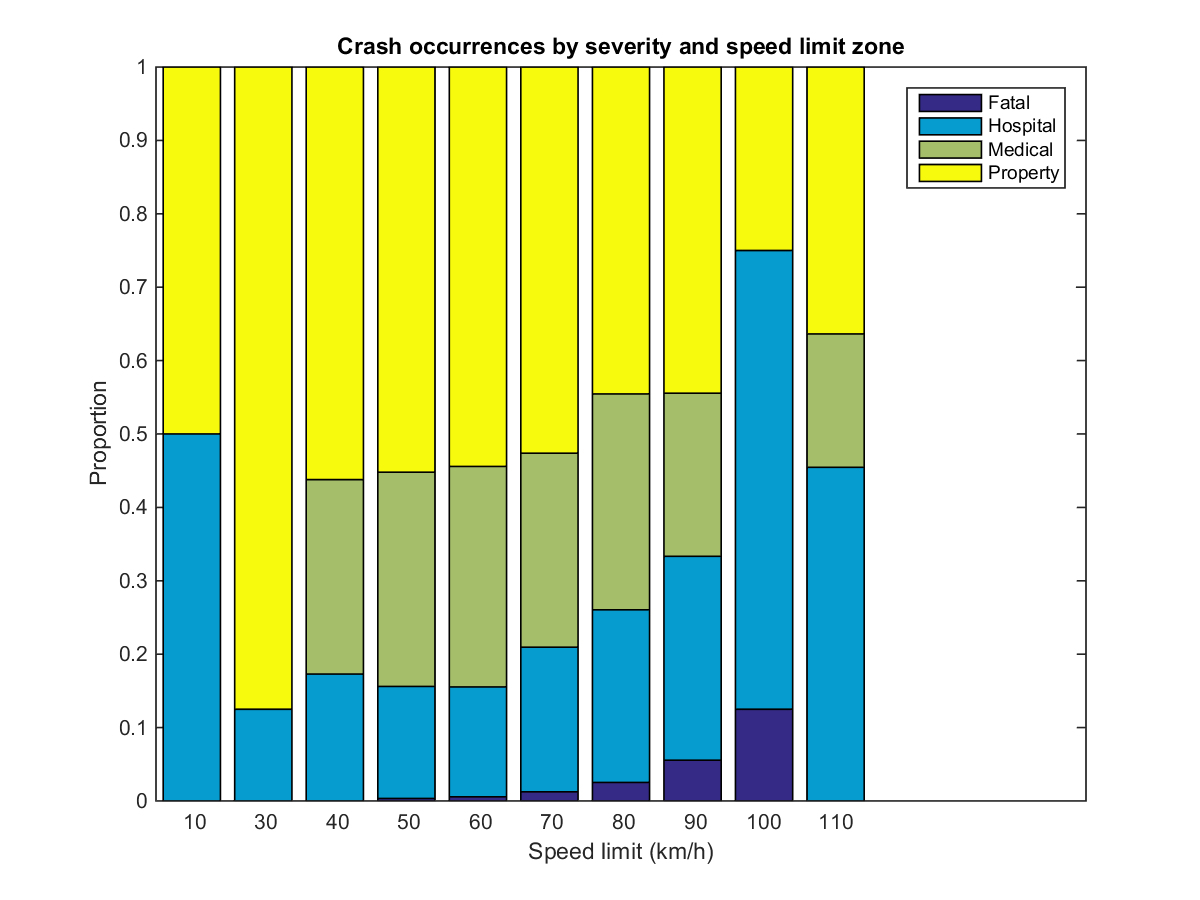 Crash occurrences by severity and speed limit zone
1
0.9
0.8
0.7
0.6
0.5
0.4
0.3
0.2
0.1
0
Proportion
Fatal
Hospital
Medical
Property
10 30 40 50 60 70 80 90 100 110
Speed limit (km/h)